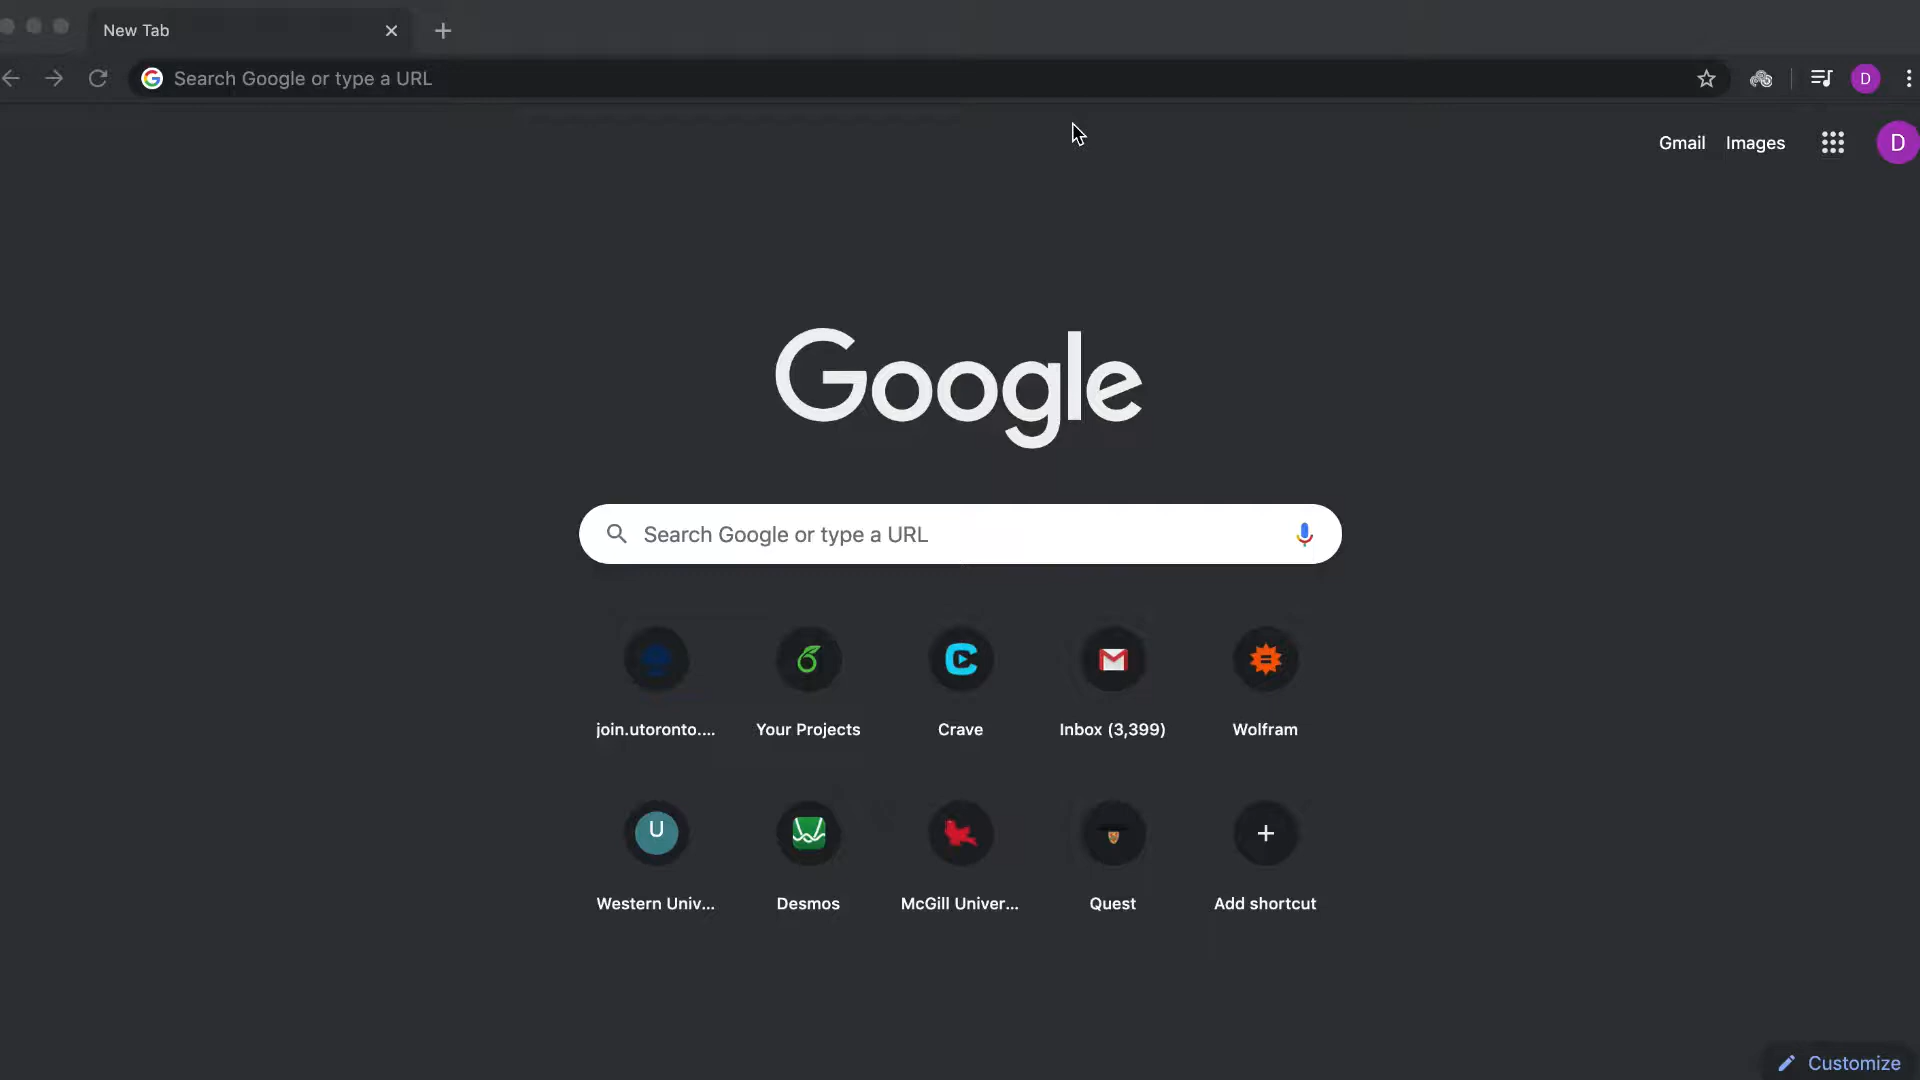 New Tab
Search Google or type a URL
D
Gmail Images D
Google
Search Google or type a URL
join.utoronto.... Your Projects Crave Inbox (3,399) Wolfram
U
Western Univ... Desmos McGill Univer... Quest Add shortcut
Customize